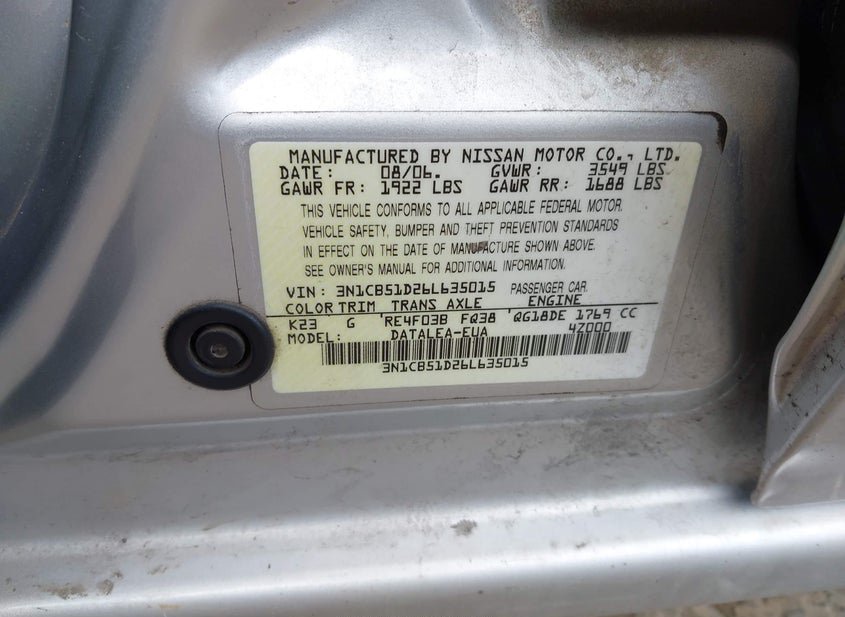 MANUFACTURED BY NISSAN MOTOR CO., LTD.
DATE: 08/06. GVWR: 3549 LBS
GAWR FR: 1922 LBS GAWR RR: 1688 LBS
THIS VEHICLE CONFORMS TO ALL APPLICABLE FEDERAL MOTOR
VEHICLE SAFETY, BUMPER AND THEFT PREVENTION STANDARDS
IN EFFECT ON THE DATE OF MANUFACTURE SHOWN ABOVE.
SEE OWNER'S MANUAL FOR ADDITIONAL INFORMATION.
VIN: 3N1CB51D26L635015 PASSENGER CAR.
COLOR TRIM TRANS AXLE ENGINE
K23 G RE4F03B FQ38 QG18DE 1769 CC
MODEL: DATALEA-EUA 4Z000
3N1CB51D26L635015